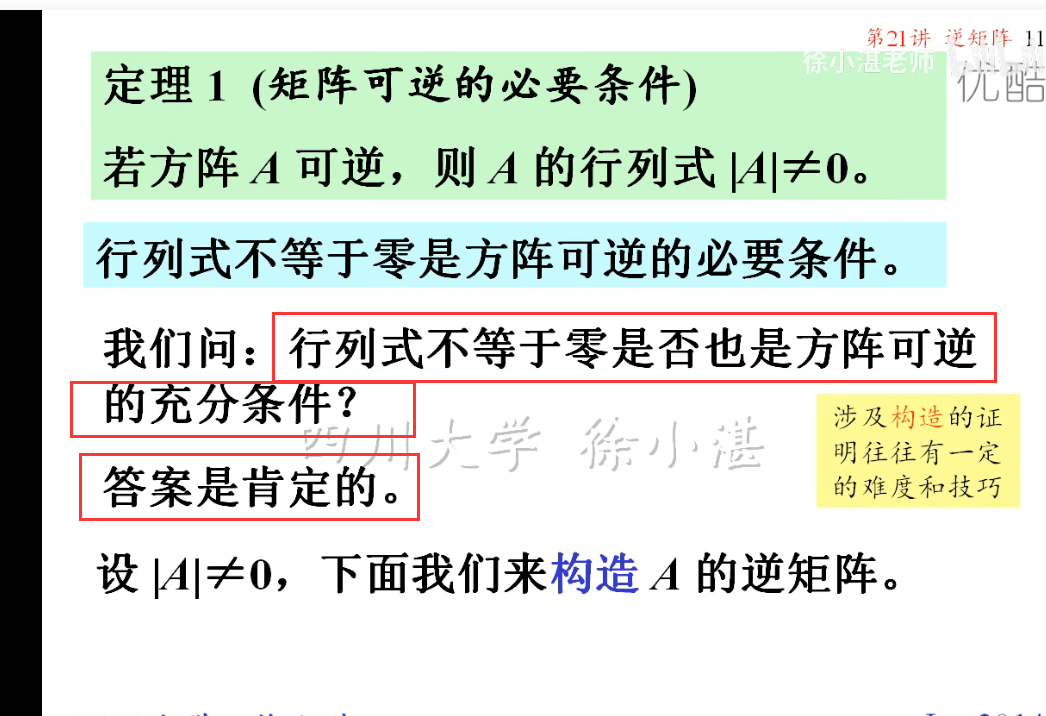 第21讲 逆矩阵 11
徐小湛老师
优酷
定理 1 (矩阵可逆的必要条件)
若方阵 A 可逆，则 A 的行列式 |A|≠0。
行列式不等于零是方阵可逆的必要条件。
我们问：行列式不等于零是否也是方阵可逆
的充分条件？
涉及构造的证
明往往有一定
的难度和技巧
四川大学 徐小湛
答案是肯定的。
设 |A|≠0，下面我们来构造 A 的逆矩阵。